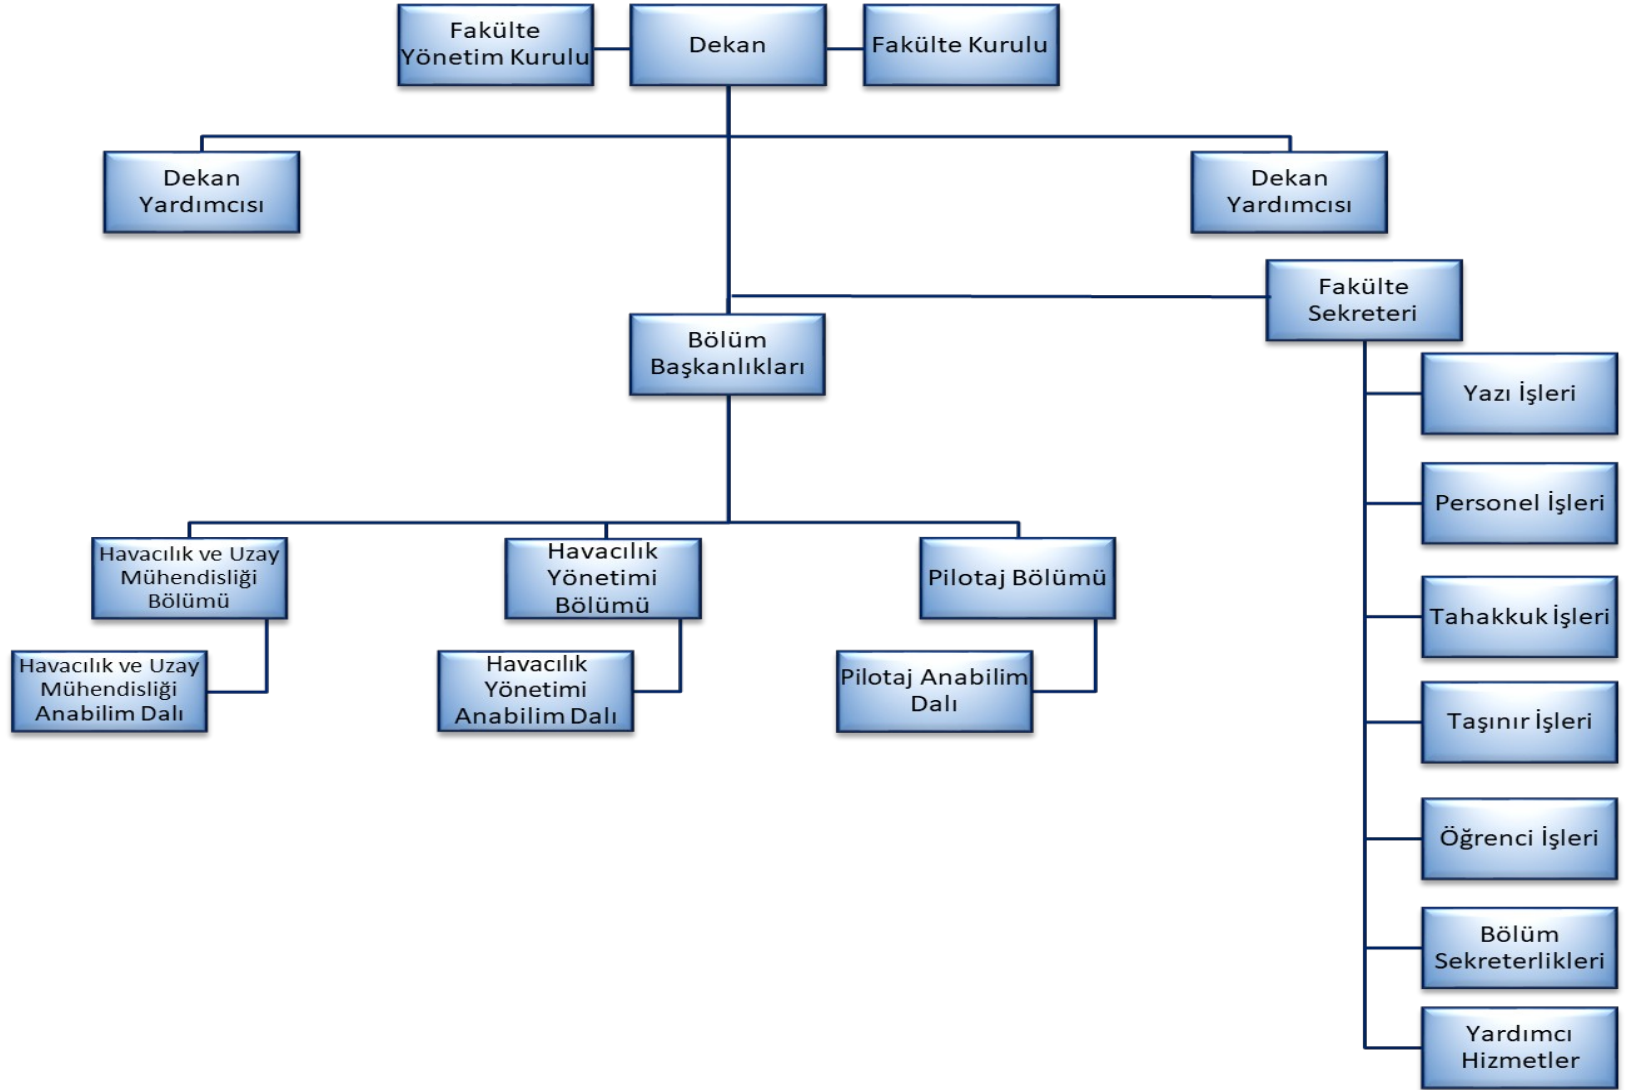 Fakülte
Yönetim Kurulu
Dekan
Fakülte Kurulu
Dekan
Yardımcısı
Dekan
Yardımcısı
Fakülte
Sekreteri
Bölüm
Başkanlıkları
Yazı İşleri
Personel İşleri
Tahakkuk İşleri
Taşınır İşleri
Öğrenci İşleri
Bölüm
Sekreterlikleri
Yardımcı
Hizmetler
Havacılık ve Uzay
Mühendisliği
Bölümü
Havacılık
Yönetimi
Bölümü
Pilotaj Bölümü
Havacılık ve Uzay
Mühendisliği
Anabilim Dalı
Havacılık
Yönetimi
Anabilim Dalı
Pilotaj Anabilim
Dalı